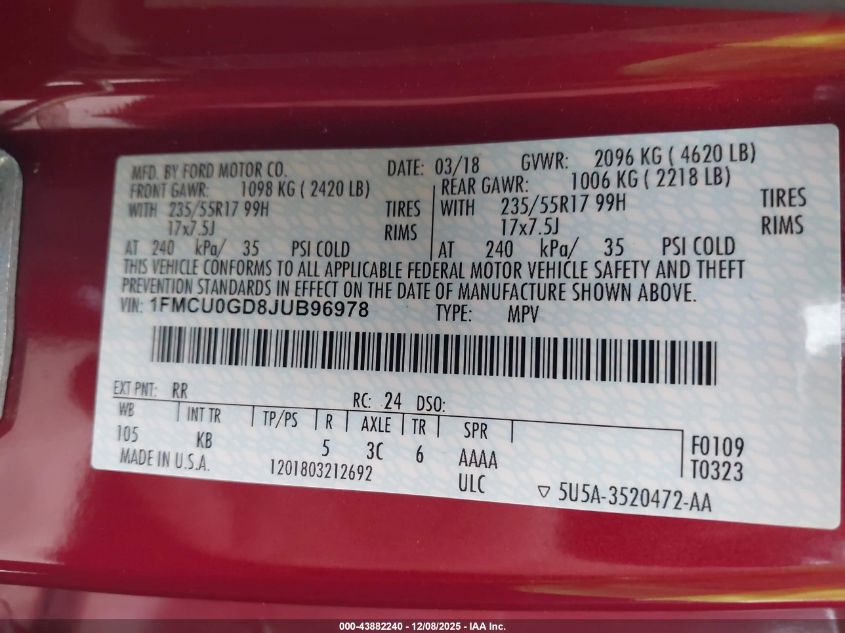 MFD. BY FORD MOTOR CO. DATE: 03/18 GVWR: 2096 KG ( 4620 LB)
FRONT GAWR: 1098 KG ( 2420 LB) REAR GAWR: 1006 KG ( 2218 LB)
WITH 235/55R17 99H TIRES WITH 235/55R17 99H TIRES
17x7.5J RIMS 17x7.5J RIMS
AT 240 kPa/ 35 PSI COLD AT 240 kPa/ 35 PSI COLD
THIS VEHICLE CONFORMS TO ALL APPLICABLE FEDERAL MOTOR VEHICLE SAFETY AND THEFT
PREVENTION STANDARDS IN EFFECT ON THE DATE OF MANUFACTURE SHOWN ABOVE.
VIN: 1FMCU0GD8JUB96978 TYPE: MPV
EXT PNT: RR RC: 24 DSO:
WB INT TR TP/PS R AXLE TR SPR
105 KB 5 3C 6 AAAA F0109
MADE IN U.S.A. 1201803212692 ULC T0323
5U5A-3520472-AA
000-43882240 - 12/08/2025 - IAA Inc.